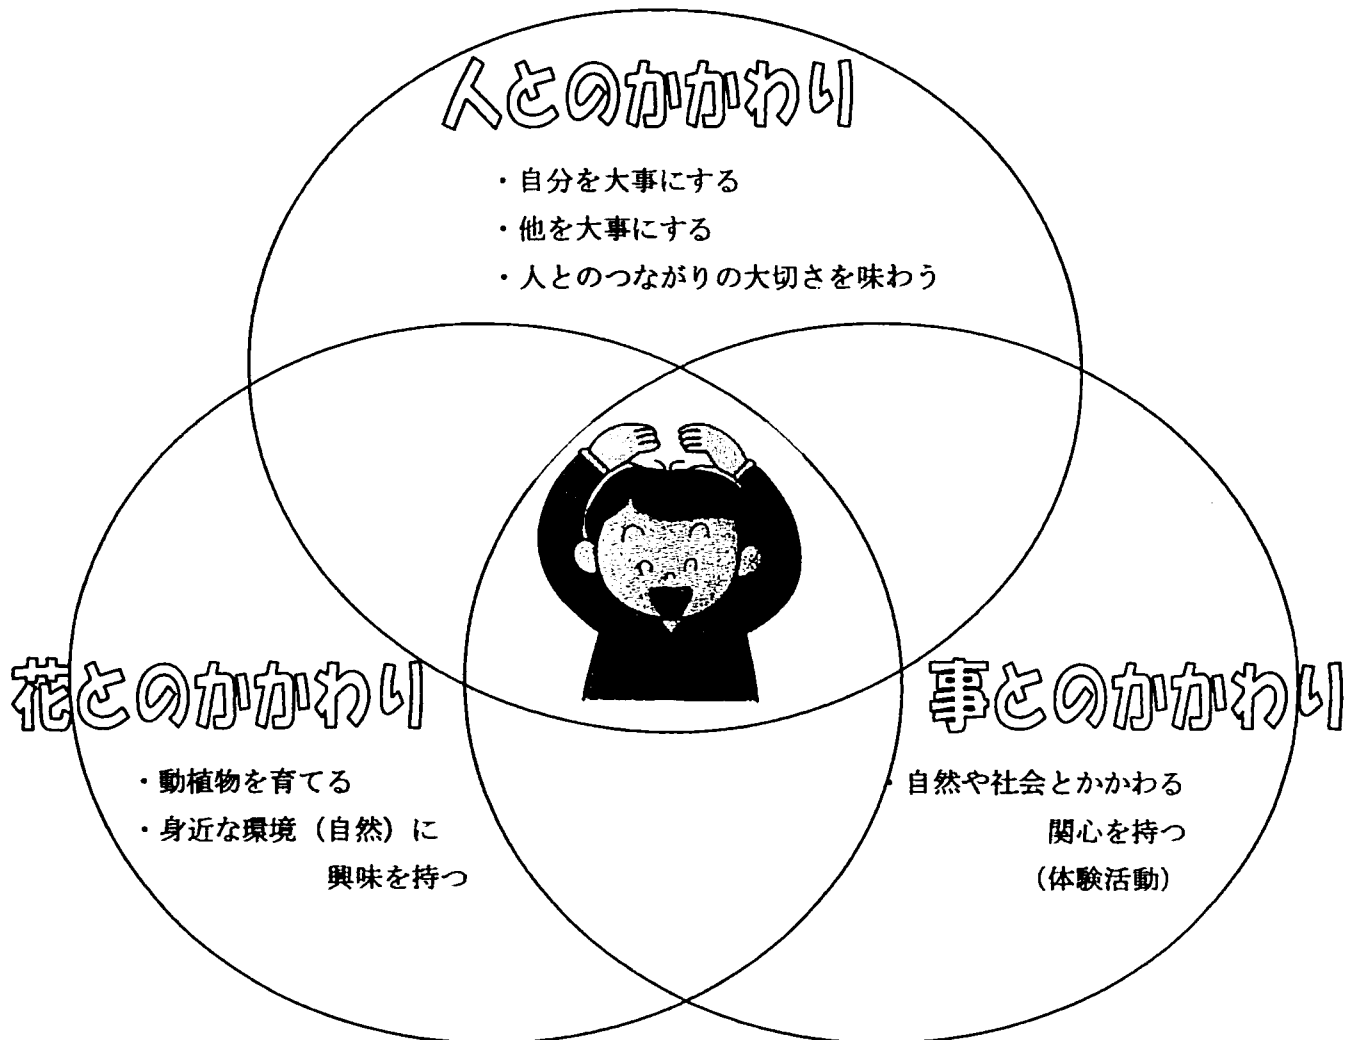 人とのかかわり
・自分を大事にする
・他を大事にする
・人とのつながりの大切さを味わう
花とのかかわり
・動植物を育てる
・身近な環境（自然）に
興味を持つ
事とのかかわり
・自然や社会とかかわる
関心を持つ
（体験活動）